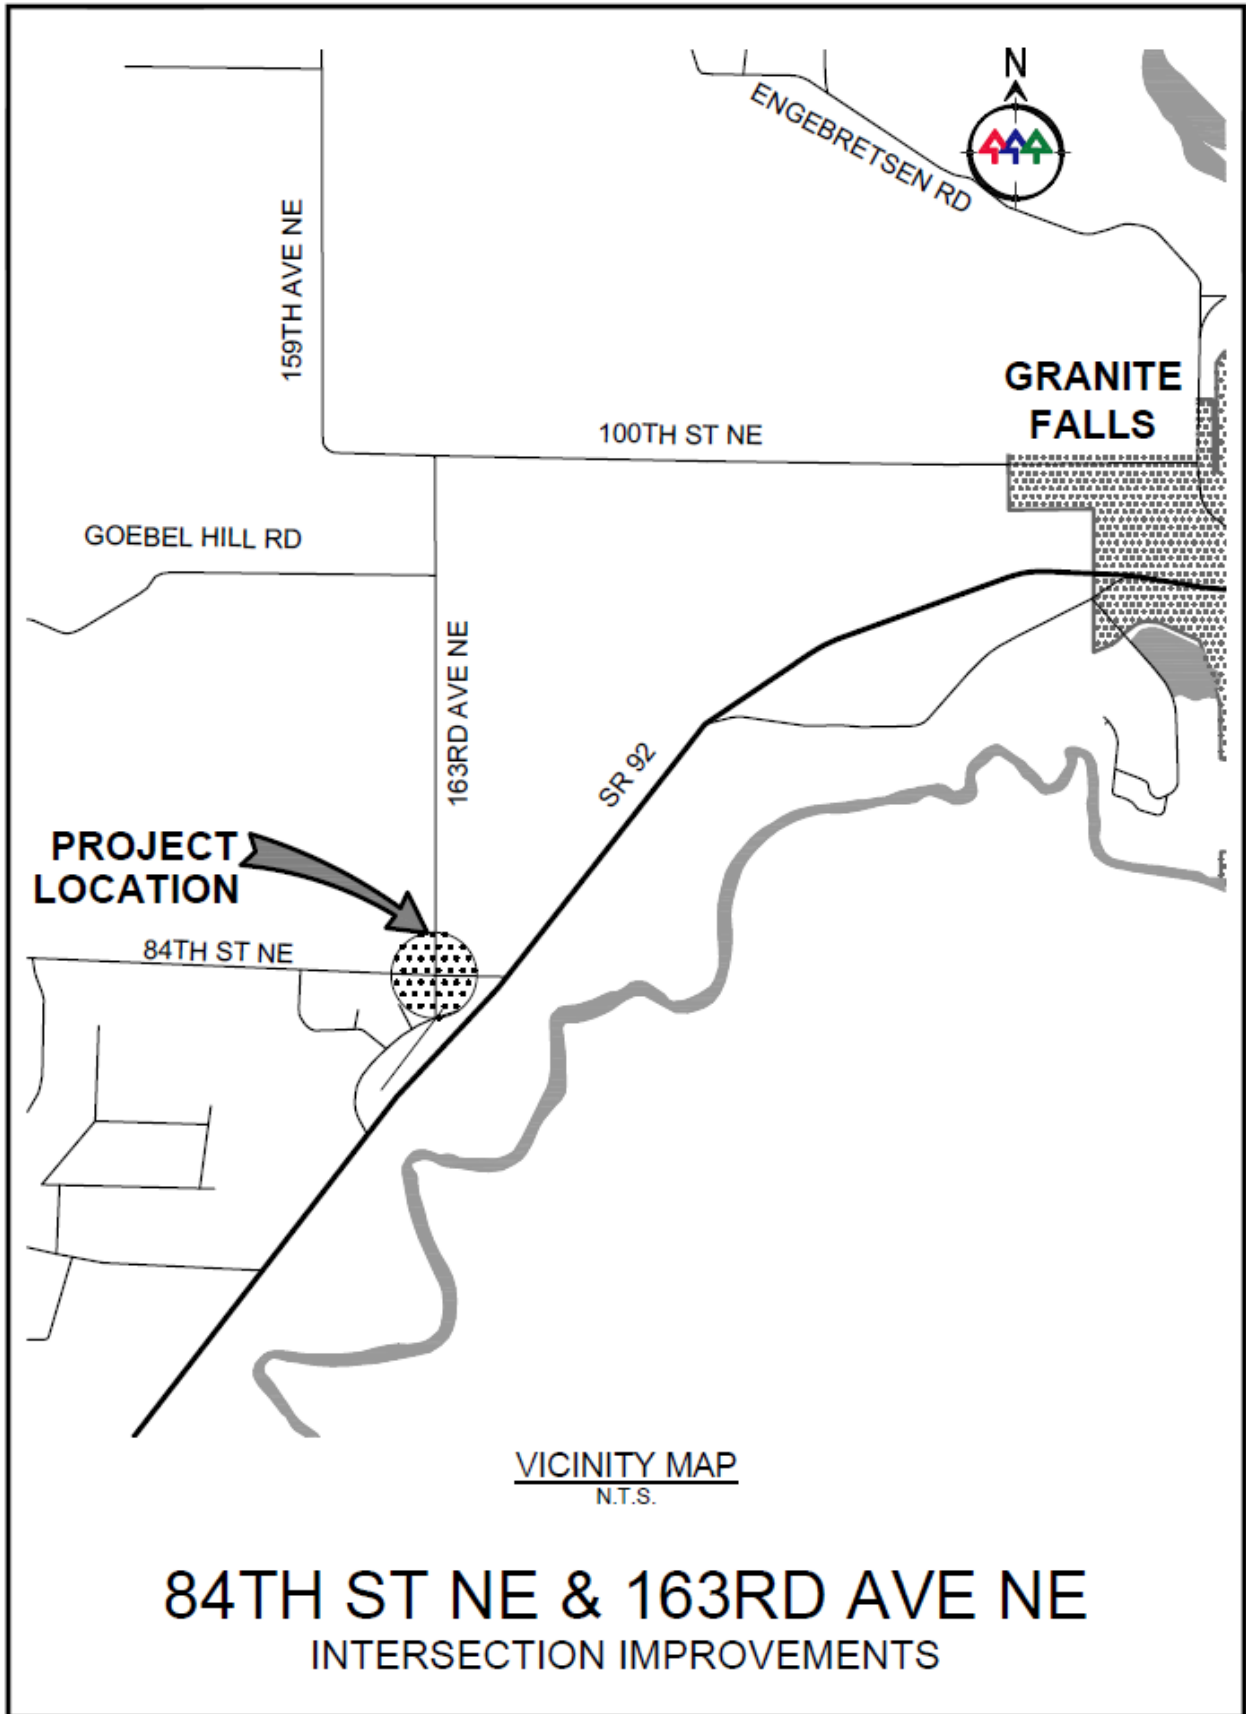 N
ENGEBRETSEN RD
159TH AVE NE
GRANITE
FALLS
100TH ST NE
GOEBEL HILL RD
163RD AVE NE
SR 92
PROJECT
LOCATION
84TH ST NE
VICINITY MAP
N.T.S.
84TH ST NE & 163RD AVE NE
INTERSECTION IMPROVEMENTS